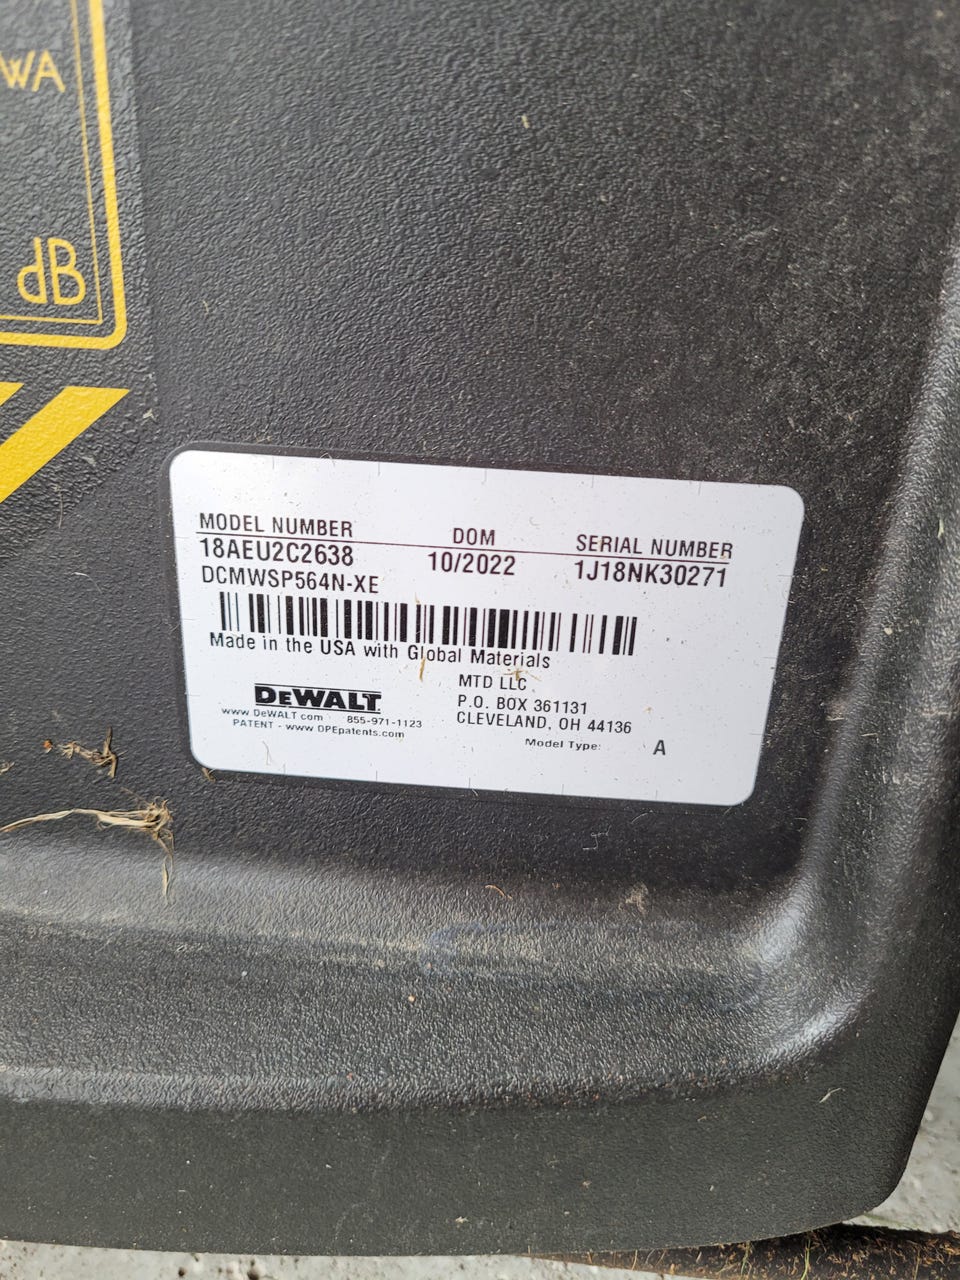 WA
dB
MODEL NUMBER DOM SERIAL NUMBER
18AEU2C2638 10/2022 1J18NK30271
DCMWSP564N-XE
Made in the USA with Global Materials
DEWALT
www.DeWALT.com 855-971-1123
PATENT - www.OPEpatents.com
MTD LLC
P.O. BOX 361131
CLEVELAND, OH 44136
Model Type: A